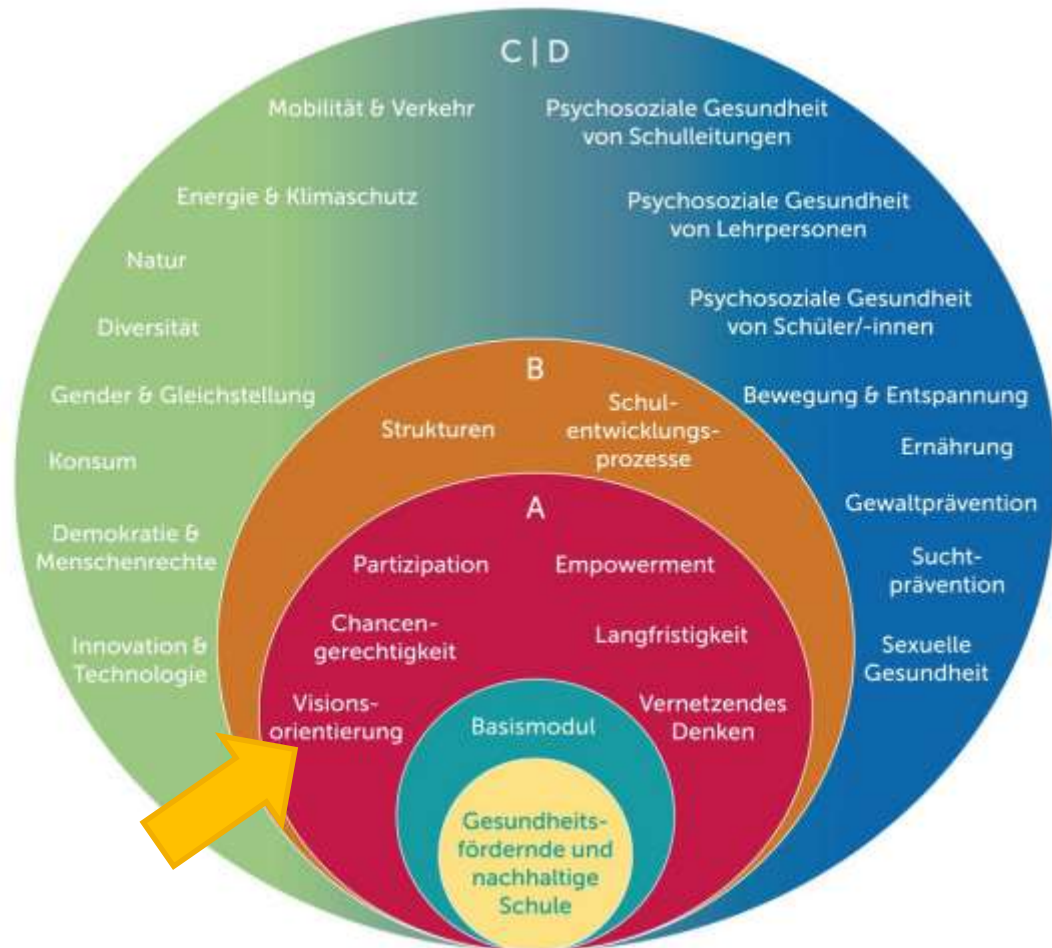 C | D
Mobilität & Verkehr
Psychosoziale Gesundheit
von Schulleitungen
Energie & Klimaschutz
Psychosoziale Gesundheit
von Lehrpersonen
Natur
Psychosoziale Gesundheit
von Schüler/-innen
Diversität
Gender & Gleichstellung
Bewegung & Entspannung
Konsum
Ernährung
Gewaltprävention
Demokratie &
Menschenrechte
Sucht-
prävention
Innovation &
Technologie
Sexuelle
Gesundheit
B
Strukturen
Schul-
entwicklungs-
prozesse
A
Partizipation
Empowerment
Chancen-
gerechtigkeit
Langfristigkeit
Visions-
orientierung
Vernetzendes
Denken
Basismodul
Gesundheits-
fördernde und
nachhaltige
Schule